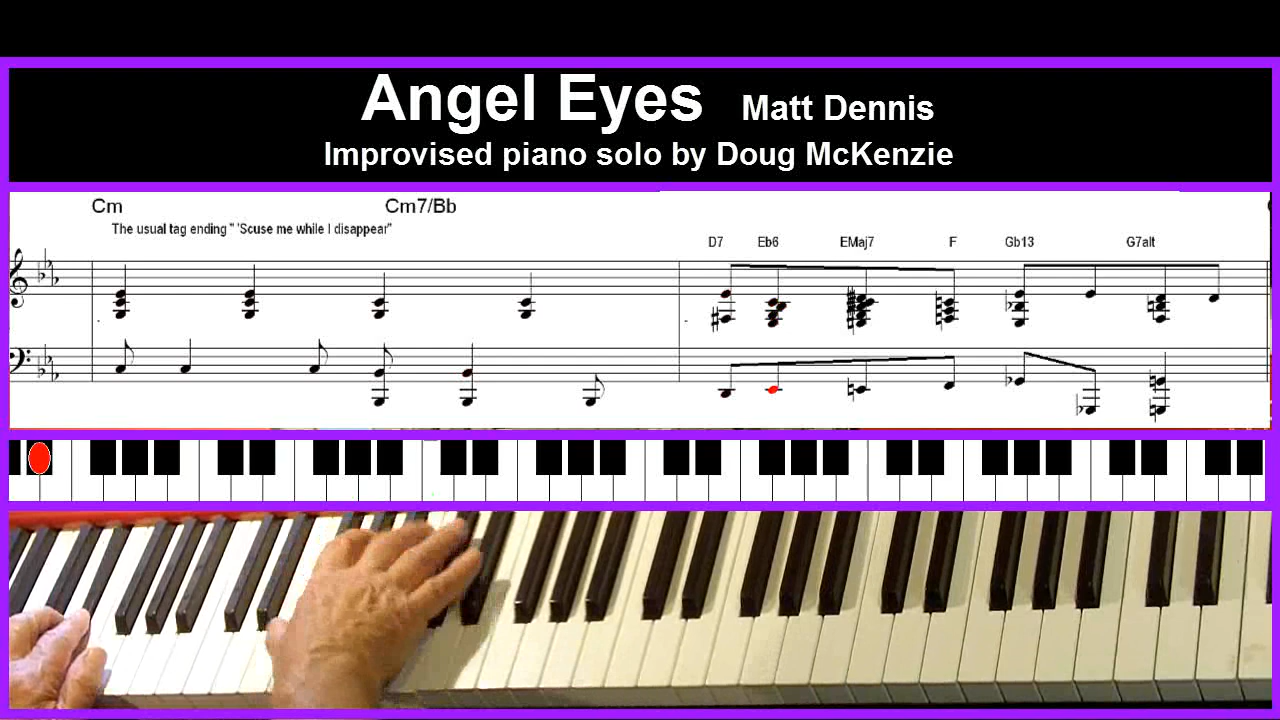 Angel Eyes Matt Dennis
Improvised piano solo by Doug McKenzie
Cm Cm7/Bb
The usual tag ending " 'Scuse me while I disappear"
D7 Eb6 EMaj7 F Gb13 G7alt